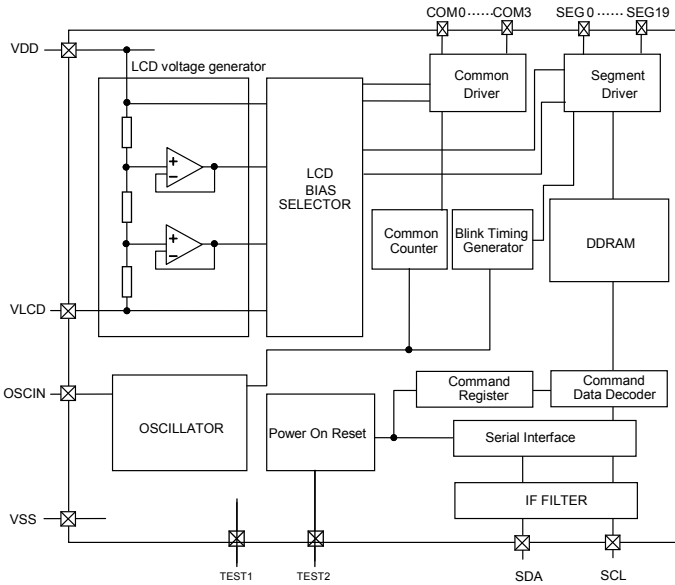 COM0 ······ COM3
SEG 0 ······ SEG19
VDD
LCD voltage generator
Common
Driver
Segment
Driver
+
−
LCD
BIAS
SELECTOR
+
−
Common
Counter
Blink Timing
Generator
DDRAM
VLCD
OSCIN
OSCILLATOR
Power On Reset
Command
Register
Command
Data Decoder
Serial Interface
IF FILTER
VSS
TEST1
TEST2
SDA
SCL